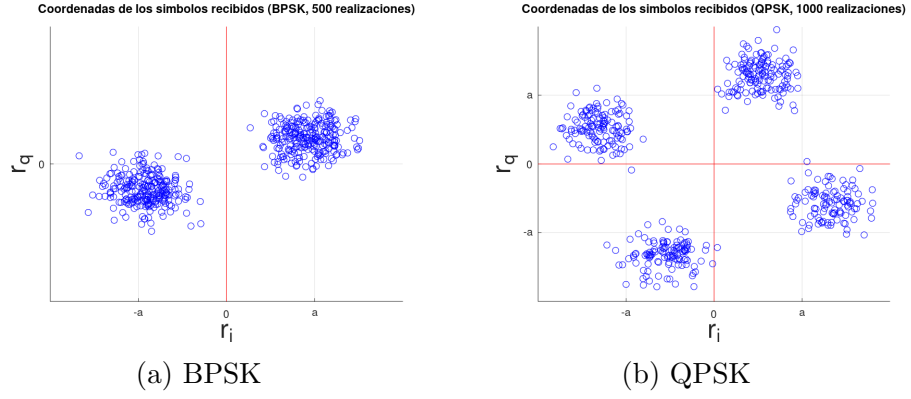 Coordenadas de los simbolos recibidos (BPSK, 500 realizaciones)
r_q
0
-a
0
a
r_i
(a) BPSK
Coordenadas de los simbolos recibidos (QPSK, 1000 realizaciones)
r_q
a
0
-a
-a
0
a
r_i
(b) QPSK